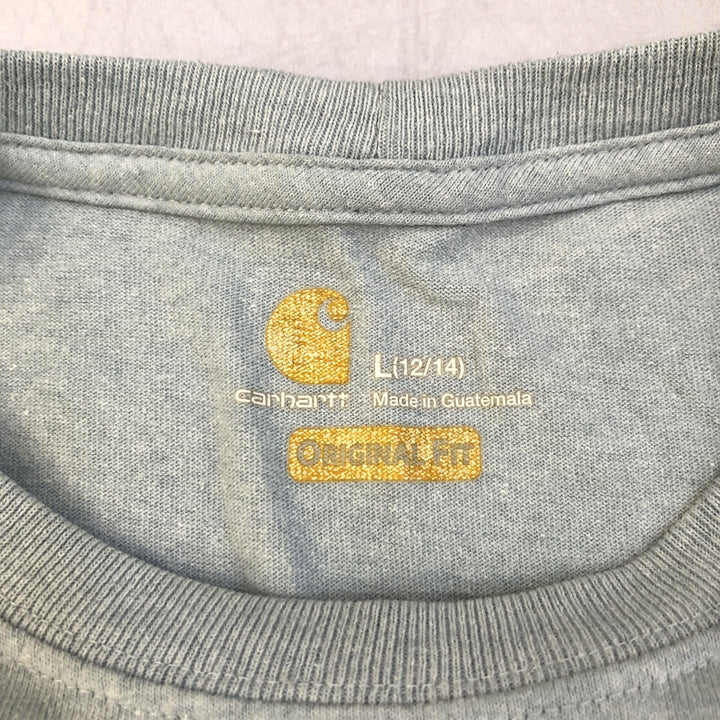 L(12/14)
carhartt Made in Guatemala
ORIGINAL FIT